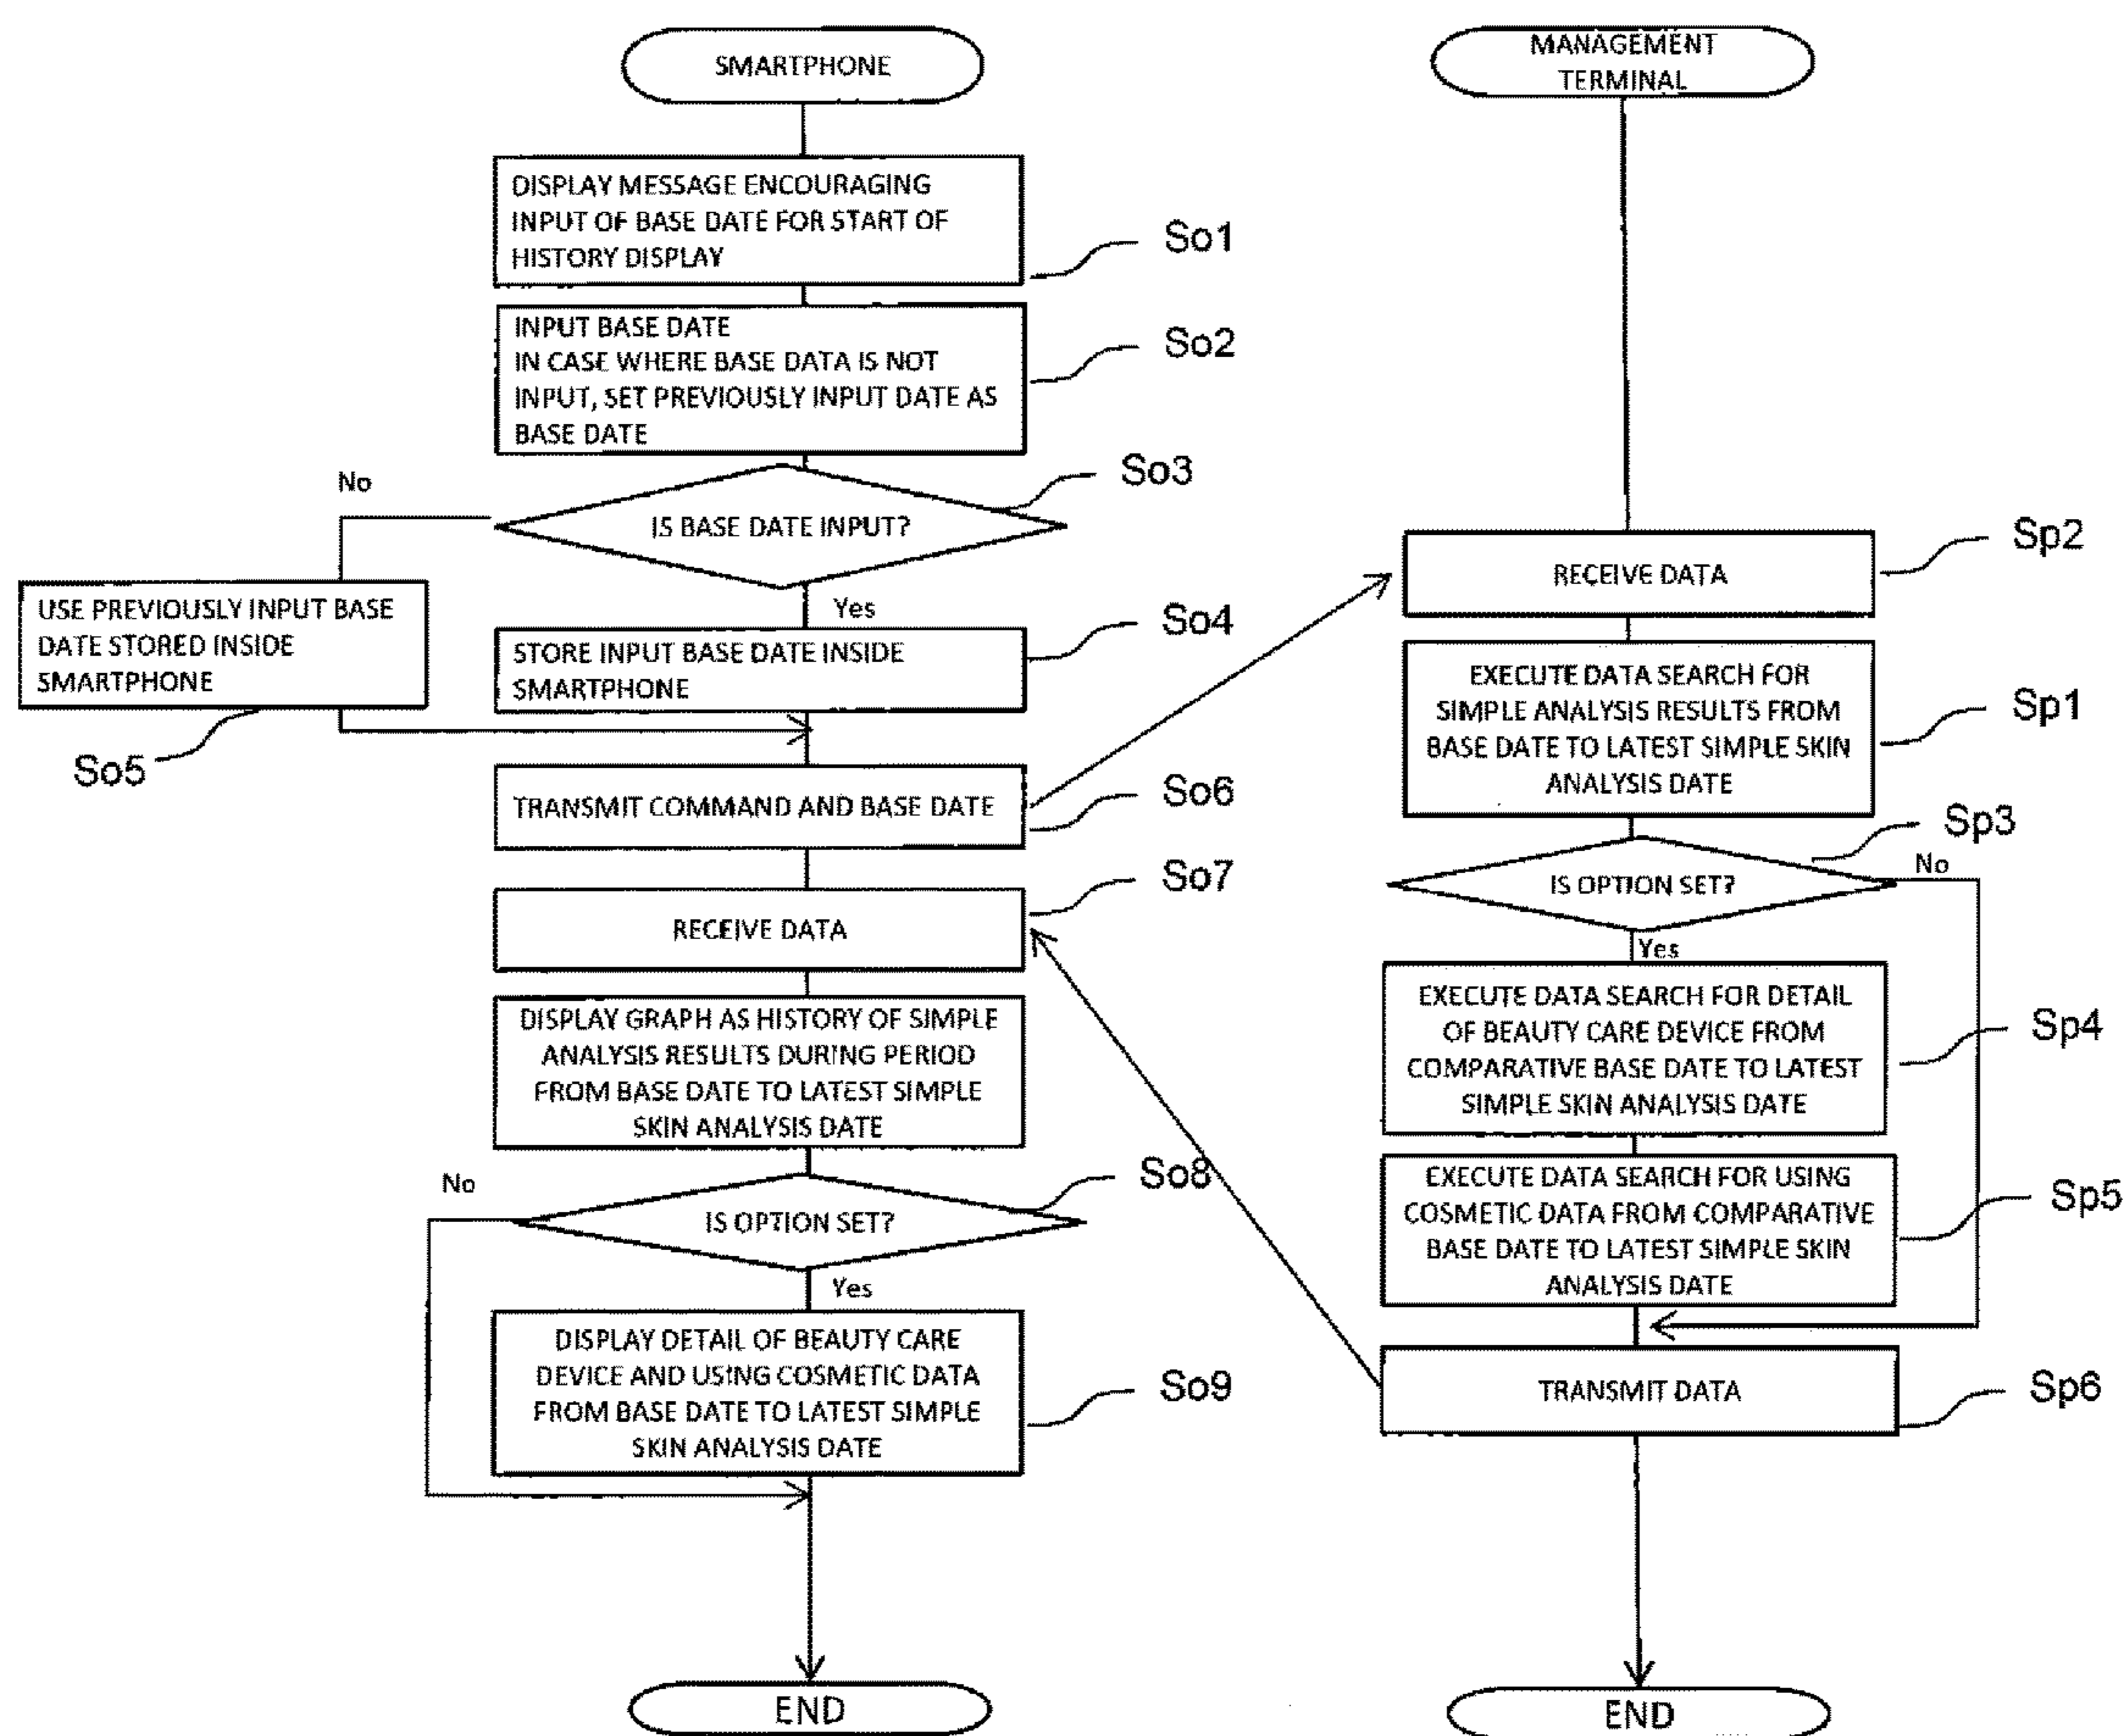 SMARTPHONE
DISPLAY MESSAGE ENCOURAGING
INPUT OF BASE DATE FOR START OF
HISTORY DISPLAY
So1
INPUT BASE DATE
IN CASE WHERE BASE DATA IS NOT
INPUT, SET PREVIOUSLY INPUT DATE AS
BASE DATE
So2
IS BASE DATE INPUT?
So3
No
Yes
USE PREVIOUSLY INPUT BASE
DATE STORED INSIDE
SMARTPHONE
So5
STORE INPUT BASE DATE INSIDE
SMARTPHONE
So4
TRANSMIT COMMAND AND BASE DATE
So6
RECEIVE DATA
So7
DISPLAY GRAPH AS HISTORY OF SIMPLE
ANALYSIS RESULTS DURING PERIOD
FROM BASE DATE TO LATEST SIMPLE
SKIN ANALYSIS DATE
IS OPTION SET?
So8
No
Yes
DISPLAY DETAIL OF BEAUTY CARE
DEVICE AND USING COSMETIC DATA
FROM BASE DATE TO LATEST SIMPLE
SKIN ANALYSIS DATE
So9
END
MANAGEMENT
TERMINAL
RECEIVE DATA
Sp2
EXECUTE DATA SEARCH FOR
SIMPLE ANALYSIS RESULTS FROM
BASE DATE TO LATEST SIMPLE SKIN
ANALYSIS DATE
Sp1
IS OPTION SET?
Sp3
No
Yes
EXECUTE DATA SEARCH FOR DETAIL
OF BEAUTY CARE DEVICE FROM
COMPARATIVE BASE DATE TO LATEST
SIMPLE SKIN ANALYSIS DATE
Sp4
EXECUTE DATA SEARCH FOR USING
COSMETIC DATA FROM COMPARATIVE
BASE DATE TO LATEST SIMPLE SKIN
ANALYSIS DATE
Sp5
TRANSMIT DATA
Sp6
END